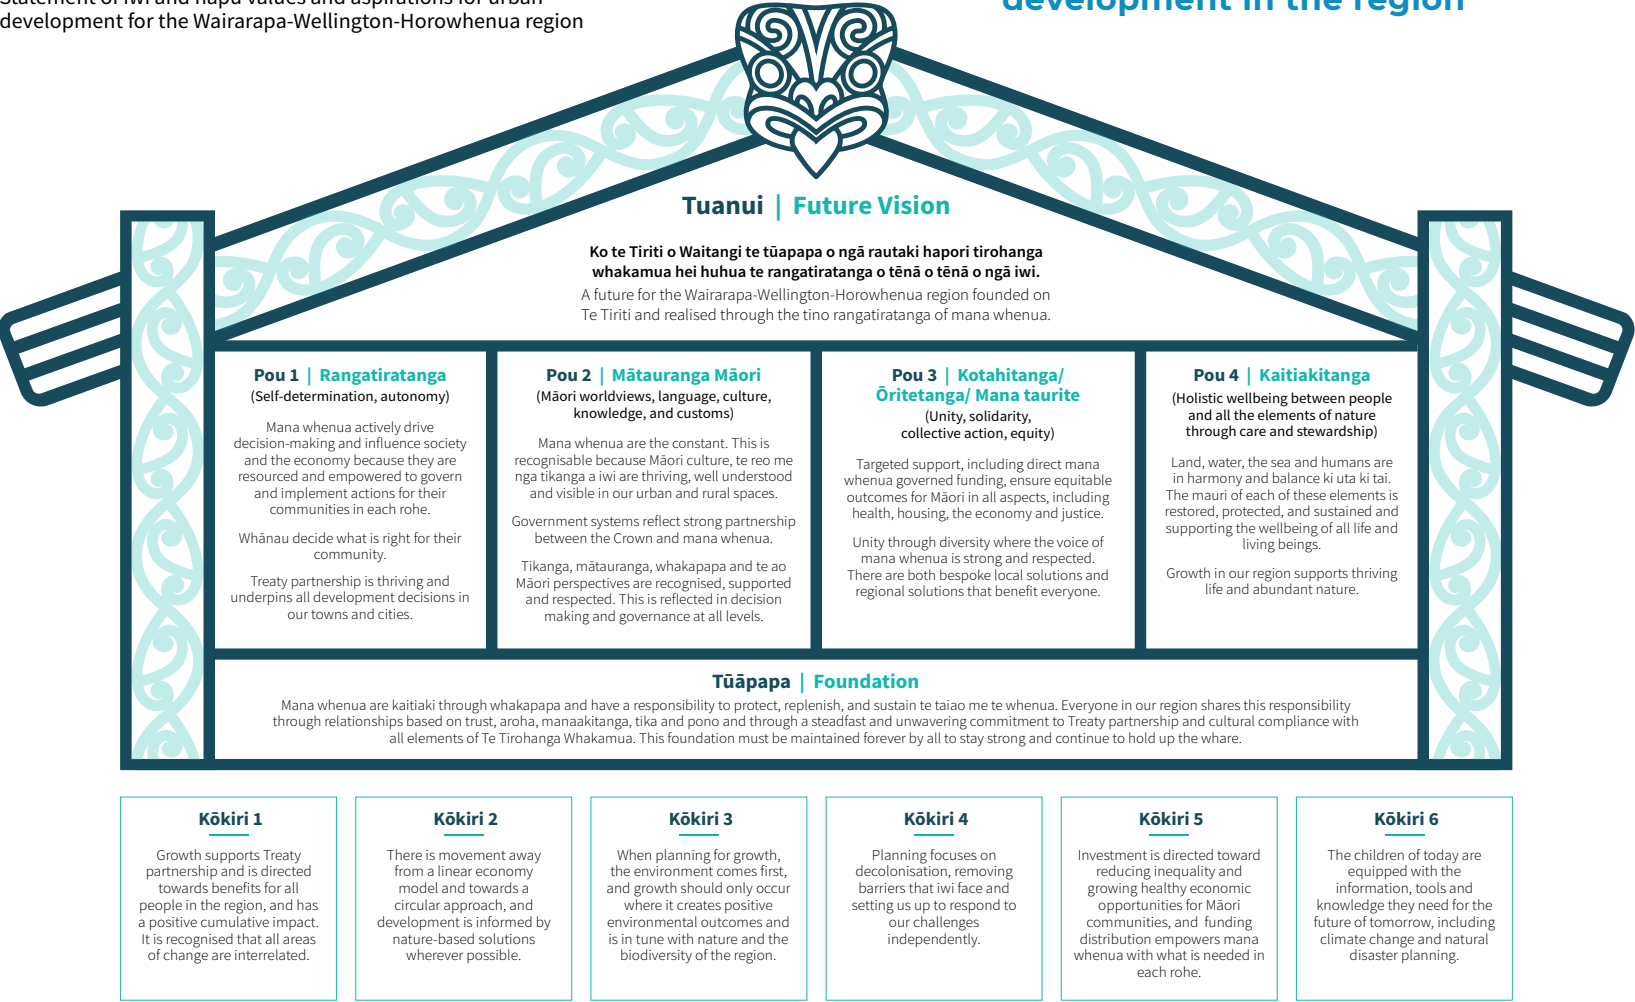 Statement of iwi and hapū values and aspirations for urban
development for the Wairarapa-Wellington-Horowhenua region
development in the region
Tuanui | Future Vision
Ko te Tiriti o Waitangi te tūapapa o ngā rautaki hapori tirohanga
whakamua hei huhua te rangatiratanga o tēnā o tēnā o ngā iwi.
A future for the Wairarapa-Wellington-Horowhenua region founded on
Te Tiriti and realised through the tino rangatiratanga of mana whenua.
Pou 1 | Rangatiratanga
(Self-determination, autonomy)
Mana whenua actively drive
decision-making and influence society
and the economy because they are
resourced and empowered to govern
and implement actions for their
communities in each rohe.
Whānau decide what is right for their
community.
Treaty partnership is thriving and
underpins all development decisions in
our towns and cities.
Pou 2 | Mātauranga Māori
(Māori worldviews, language, culture,
knowledge, and customs)
Mana whenua are the constant. This is
recognisable because Māori culture, te reo me
nga tikanga a iwi are thriving, well understood
and visible in our urban and rural spaces.
Government systems reflect strong partnership
between the Crown and mana whenua.
Tikanga, mātauranga, whakapapa and te ao
Māori perspectives are recognised, supported
and respected. This is reflected in decision
making and governance at all levels.
Pou 3 | Kotahitanga/
Ōritetanga/ Mana taurite
(Unity, solidarity,
collective action, equity)
Targeted support, including direct mana
whenua governed funding, ensure equitable
outcomes for Māori in all aspects, including
health, housing, the economy and justice.
Unity through diversity where the voice of
mana whenua is strong and respected.
There are both bespoke local solutions and
regional solutions that benefit everyone.
Pou 4 | Kaitiakitanga
(Holistic wellbeing between people
and all the elements of nature
through care and stewardship)
Land, water, the sea and humans are
in harmony and balance ki uta ki tai.
The mauri of each of these elements is
restored, protected, and sustained and
supporting the wellbeing of all life and
living beings.
Growth in our region supports thriving
life and abundant nature.
Tūāpapa | Foundation
Mana whenua are kaitiaki through whakapapa and have a responsibility to protect, replenish, and sustain te taiao me te whenua. Everyone in our region shares this responsibility
through relationships based on trust, aroha, manaakitanga, tika and pono and through a steadfast and unwavering commitment to Treaty partnership and cultural compliance with
all elements of Te Tirohanga Whakamua. This foundation must be maintained forever by all to stay strong and continue to hold up the whare.
Kōkiri 1
Growth supports Treaty
partnership and is directed
towards benefits for all
people in the region, and has
a positive cumulative impact.
It is recognised that all areas
of change are interrelated.
Kōkiri 2
There is movement away
from a linear economy
model and towards a
circular approach, and
development is informed by
nature-based solutions
wherever possible.
Kōkiri 3
When planning for growth,
the environment comes first,
and growth should only occur
where it creates positive
environmental outcomes and
is in tune with nature and the
biodiversity of the region.
Kōkiri 4
Planning focuses on
decolonisation, removing
barriers that iwi face and
setting us up to respond to
our challenges
independently.
Kōkiri 5
Investment is directed toward
reducing inequality and
growing healthy economic
opportunities for Māori
communities, and funding
distribution empowers mana
whenua with what is needed in
each rohe.
Kōkiri 6
The children of today are
equipped with the
information, tools and
knowledge they need for the
future of tomorrow, including
climate change and natural
disaster planning.